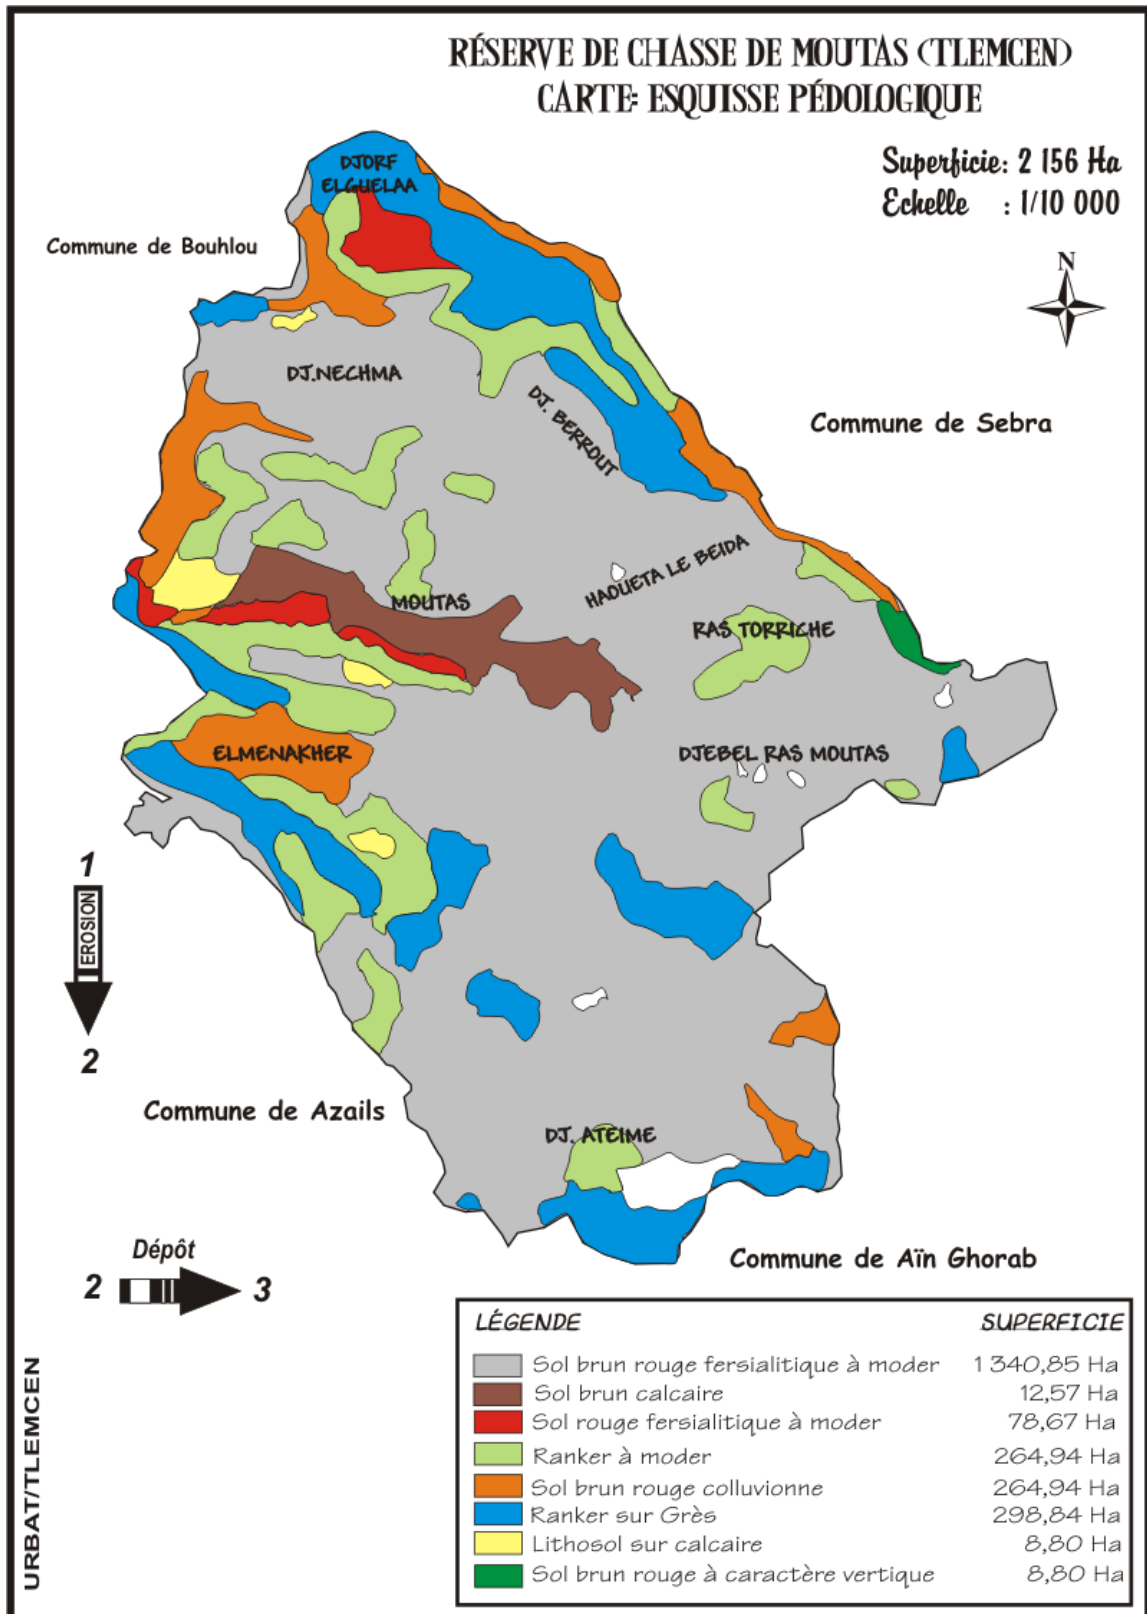 RÉSERVE DE CHASSE DE MOUTAS (TLEMCEN)
CARTE: ESQUISSE PÉDOLOGIQUE
Superficie: 2 156 Ha
Echelle : 1/10 000
N
DJORF
ELGUELAA
Commune de Bouhlou
DJ.NECHMA
DJ. BERROUT
Commune de Sebra
HAOUETA LE BEIDA
MOUTAS
RAS TORRICHE
ELMENAKHER
DJEBEL RAS MOUTAS
1
EROSION
2
Commune de Azails
DJ. ATEIME
Commune de Aïn Ghorab
Dépôt
2 3
LÉGENDE SUPERFICIE
Sol brun rouge fersialitique à moder 1 340,85 Ha
Sol brun calcaire 12,57 Ha
Sol rouge fersialitique à moder 78,67 Ha
Ranker à moder 264,94 Ha
Sol brun rouge colluvionne 264,94 Ha
Ranker sur Grès 298,84 Ha
Lithosol sur calcaire 8,80 Ha
Sol brun rouge à caractère vertique 8,80 Ha
URBAT/TLEMCEN